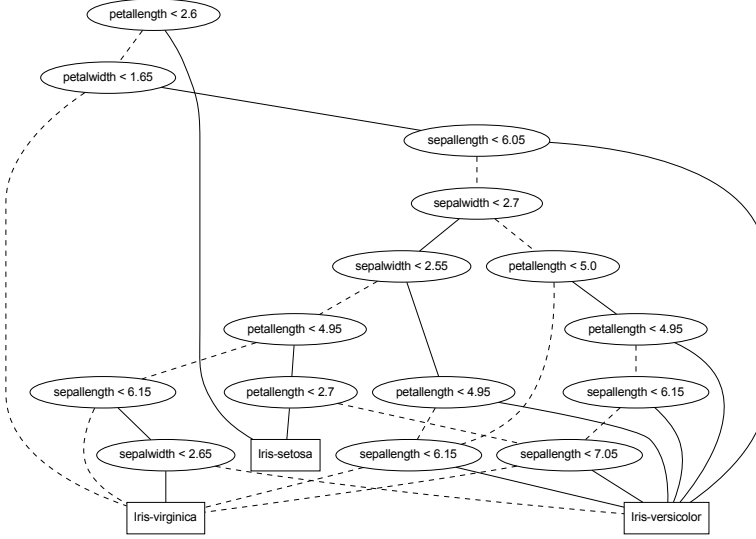 petallength < 2.6
petalwidth < 1.65
sepallength < 6.05
sepalwidth < 2.7
sepalwidth < 2.55
petallength < 5.0
petallength < 4.95
petallength < 4.95
sepallength < 6.15
petallength < 2.7
petallength < 4.95
sepallength < 6.15
sepalwidth < 2.65
Iris-setosa
sepallength < 6.15
sepallength < 7.05
Iris-virginica
Iris-versicolor